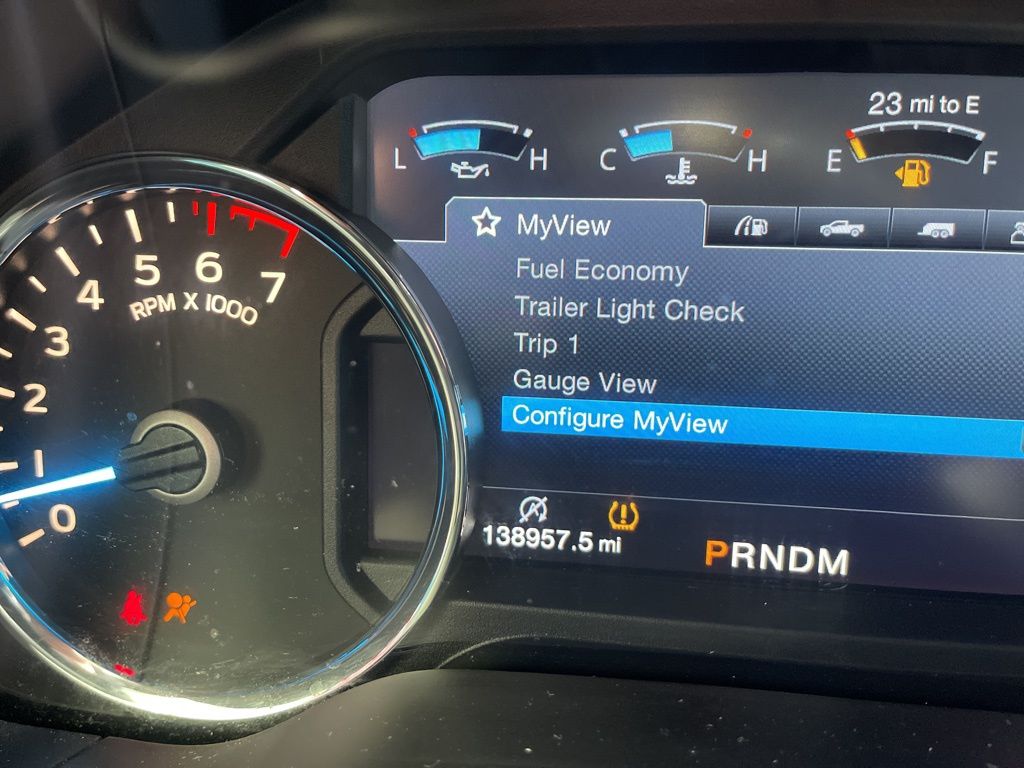 23 mi to E
L H
C H
E F
MyView
Fuel Economy
Trailer Light Check
Trip 1
Gauge View
Configure MyView
138957.5 mi
PRNDM
0 1 2 3 4 5 6 7
RPM X 1000